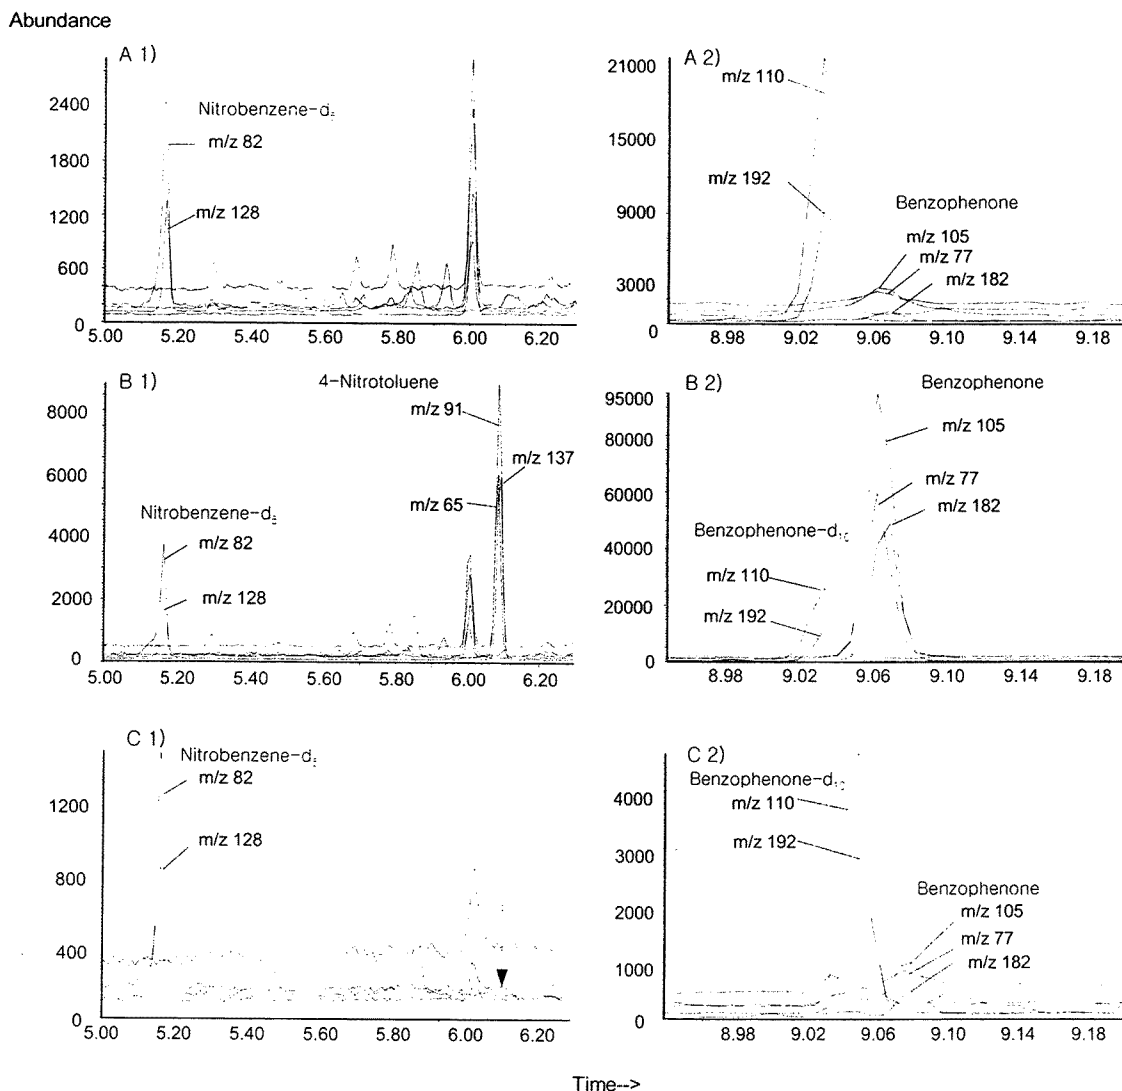 Abundance
A 1)
2400
1800
1200
600
0
Nitrobenzene-d₅
m/z 82
m/z 128
5.00 5.20 5.40 5.60 5.80 6.00 6.20
A 2)
21000
15000
9000
3000
0
m/z 110
m/z 192
Benzophenone
m/z 105
m/z 77
m/z 182
8.98 9.02 9.06 9.10 9.14 9.18
B 1)
8000
6000
4000
2000
0
4-Nitrotoluene
m/z 91
m/z 137
m/z 65
Nitrobenzene-d₅
m/z 82
m/z 128
5.00 5.20 5.40 5.60 5.80 6.00 6.20
B 2)
95000
80000
60000
40000
20000
0
Benzophenone
m/z 105
m/z 77
m/z 182
Benzophenone-d₁₀
m/z 110
m/z 192
8.98 9.02 9.06 9.10 9.14 9.18
C 1)
1200
800
400
0
Nitrobenzene-d₅
m/z 82
m/z 128
5.00 5.20 5.40 5.60 5.80 6.00 6.20
C 2)
4000
3000
2000
1000
0
Benzophenone-d₁₀
m/z 110
m/z 192
Benzophenone
m/z 105
m/z 77
m/z 182
8.98 9.02 9.06 9.10 9.14 9.18
Time-->